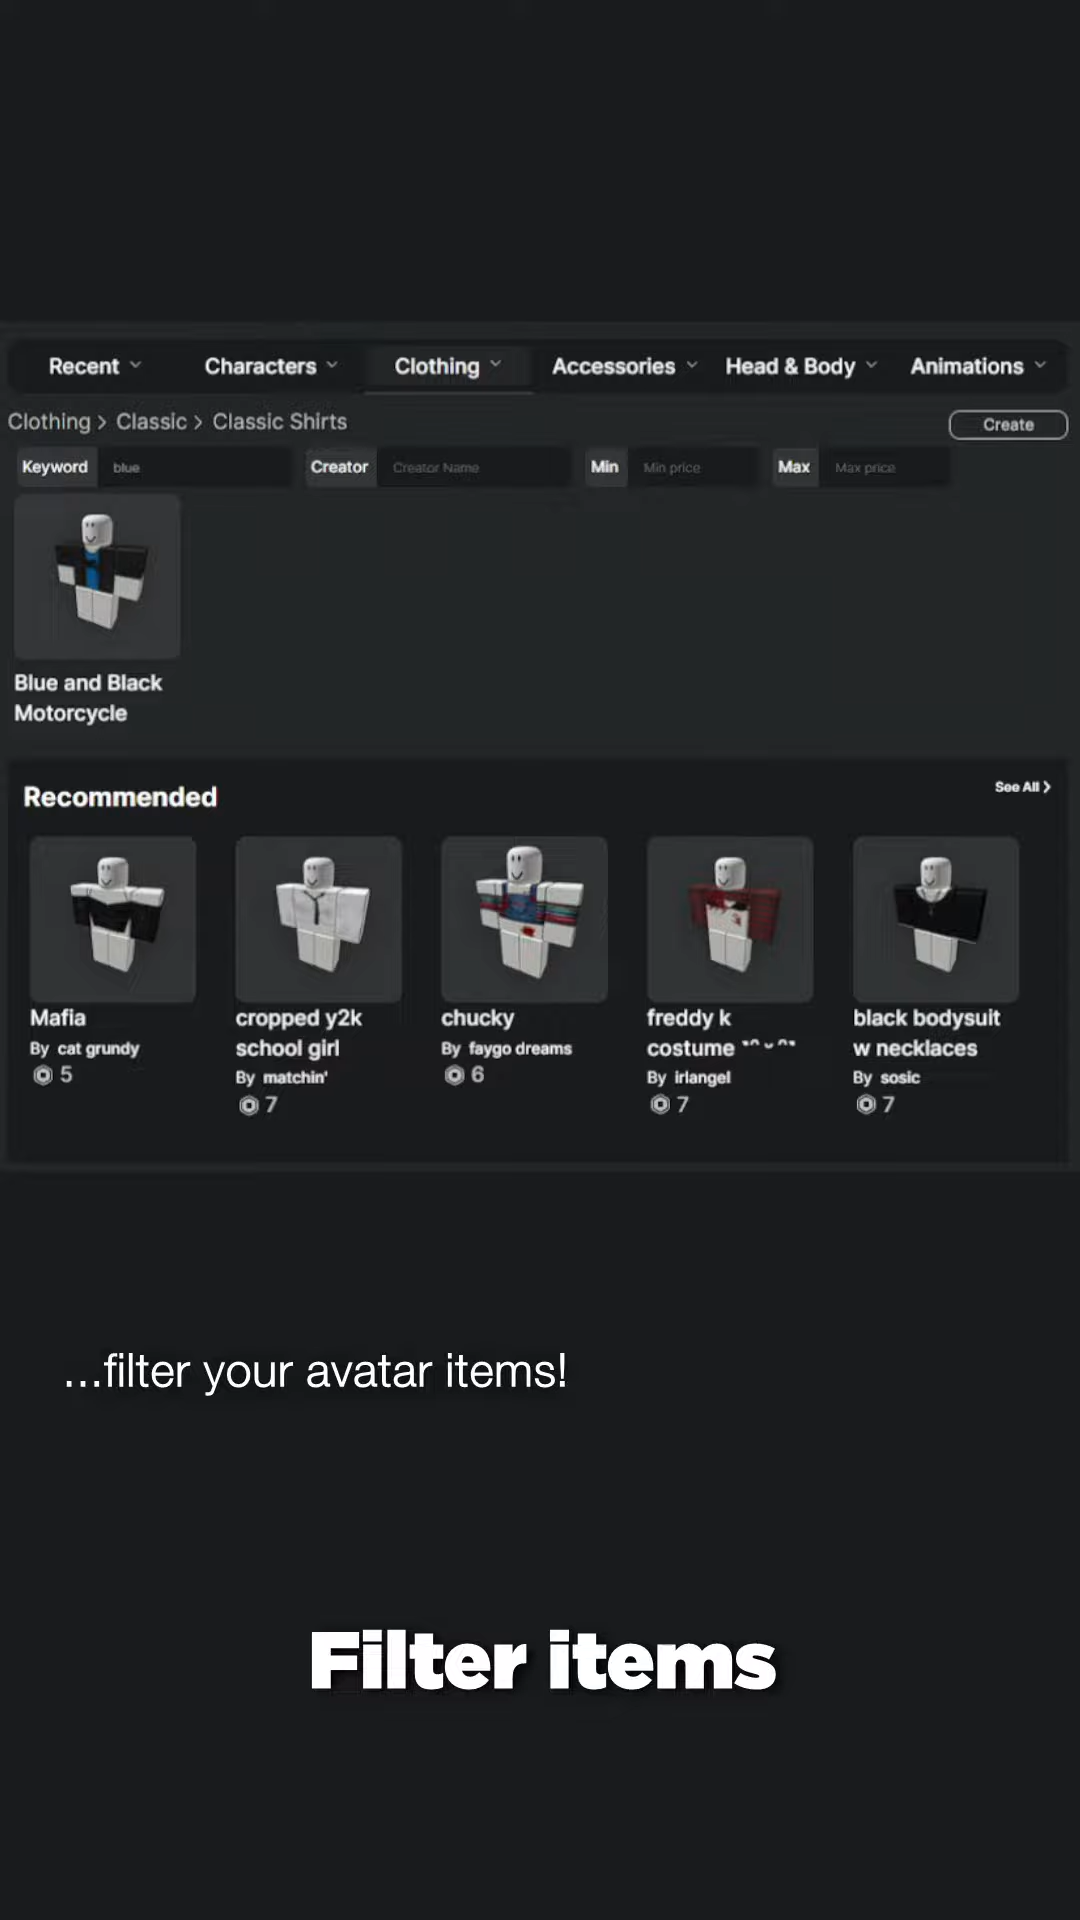 Recent Characters Clothing Accessories Head & Body Animations
Clothing > Classic > Classic Shirts Create
Keyword blue Creator Creator Name Min Min price Max Max price
Blue and Black
Motorcycle
Recommended See All >
Mafia
By cat grundy
5
cropped y2k
school girl
By matchin'
7
chucky
By faygo dreams
6
freddy k
costume
By irlangel
7
black bodysuit
w necklaces
By sosic
7
...filter your avatar items!
Filter items